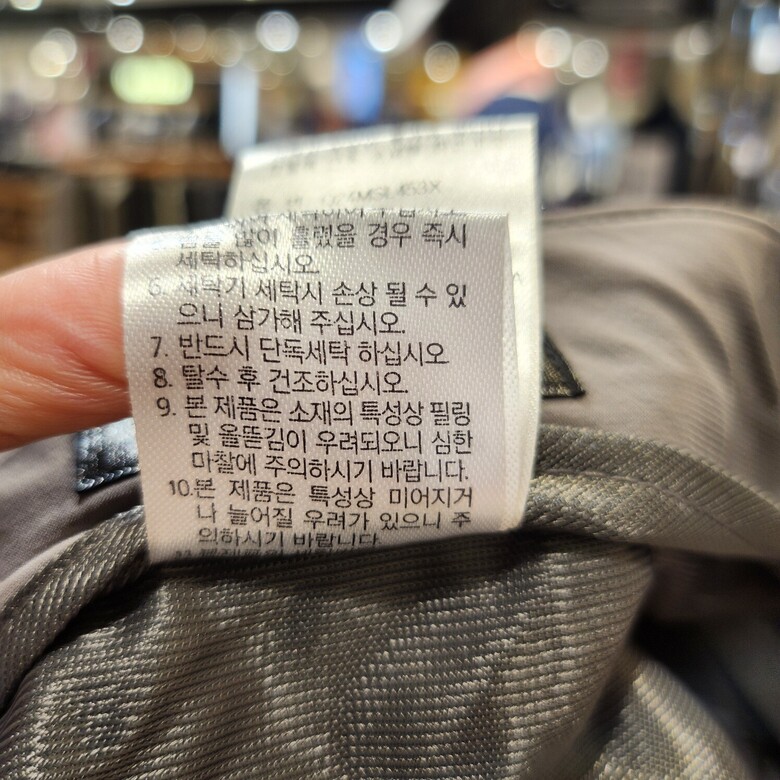 많이 흘렸을 경우 즉시
세탁하십시오.
6. 세탁기 세탁시 손상 될 수 있
으니 삼가해 주십시오.
7. 반드시 단독세탁 하십시오
8. 탈수 후 건조하십시오.
9. 본 제품은 소재의 특성상 필링
및 올뜯김이 우려되오니 심한
마찰에 주의하시기 바랍니다.
10.본 제품은 특성상 미어지거
나 늘어질 우려가 있으니 주
의하시기 바랍니다.